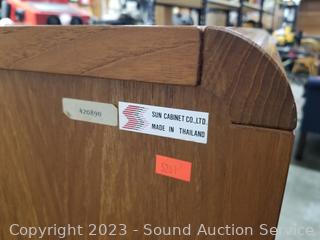 420890
SUN CABINET CO.,LTD.
MADE IN THAILAND
Copyright 2023 - Sound Auction Service